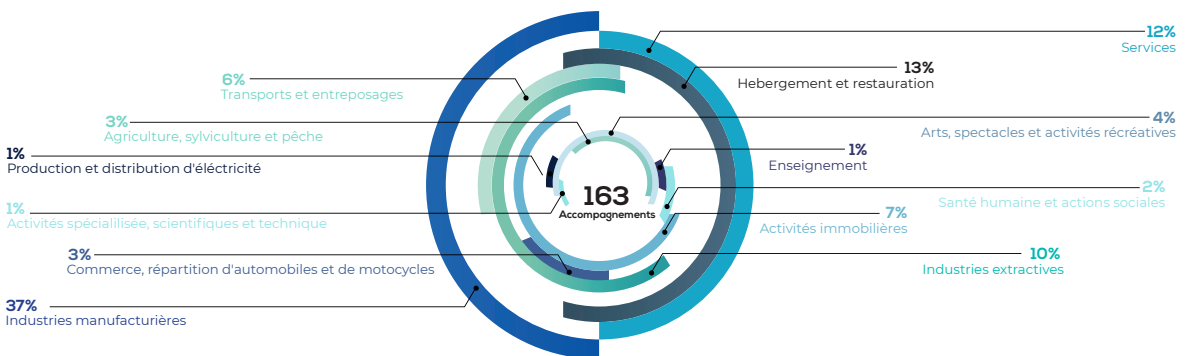 6%
Transports et entreposages
3%
Agriculture, sylviculture et pêche
1%
Production et distribution d'éléctricité
1%
Activités spécialilisée, scientifiques et technique
3%
Commerce, répartition d'automobiles et de motocycles
37%
Industries manufacturières
163
Accompagnements
12%
Services
13%
Hebergement et restauration
4%
Arts, spectacles et activités récréatives
1%
Enseignement
2%
Santé humaine et actions sociales
7%
Activités immobilières
10%
Industries extractives